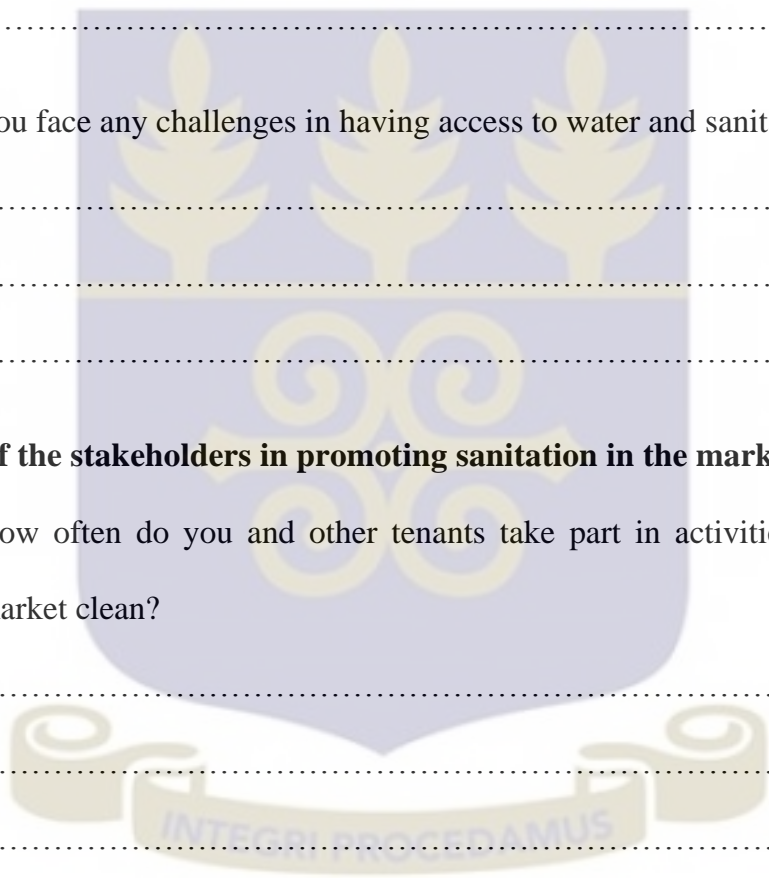 ....................................................................................
ou face any challenges in having access to water and sanit
....................................................................................
....................................................................................
....................................................................................
f the stakeholders in promoting sanitation in the mark
ow often do you and other tenants take part in activiti
arket clean?
....................................................................................
....................................................................................
INTEGRI PROCEDAMUS
....................................................................................